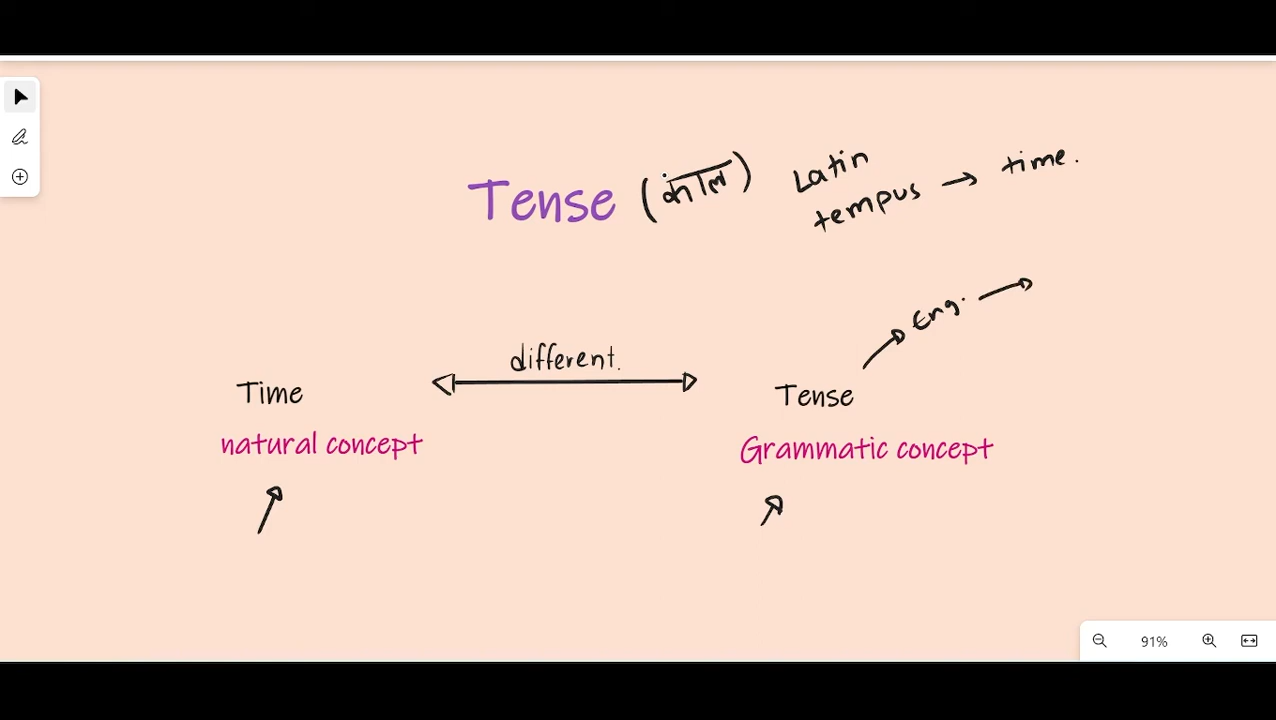 Tense (काल) Latin
tempus → time.
Eng.
different.
Time
Tense
natural concept
Grammatic concept
91%